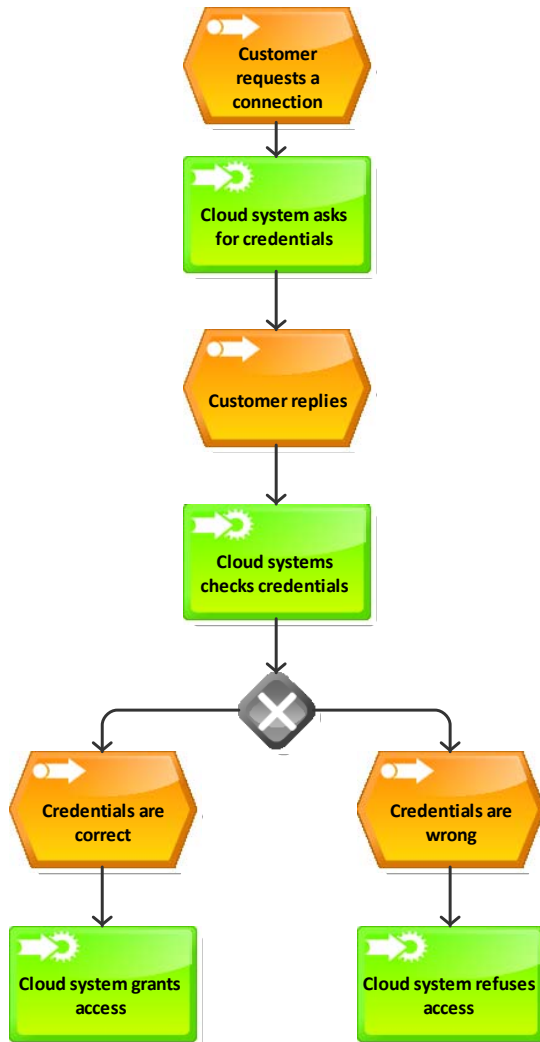 Customer
requests a
connection
Cloud system asks
for credentials
Customer replies
Cloud systems
checks credentials
Credentials are
correct
Credentials are
wrong
Cloud system grants
access
Cloud system refuses
access